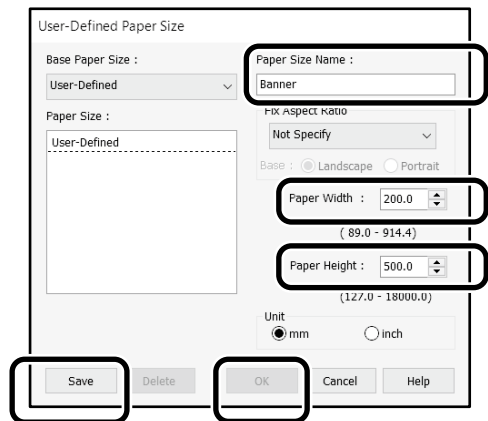 User-Defined Paper Size
Base Paper Size :
User-Defined
Paper Size :
User-Defined
Paper Size Name :
Banner
Fix Aspect Ratio
Not Specify
Base : Landscape Portrait
Paper Width : 200.0
( 89.0 - 914.4)
Paper Height : 500.0
(127.0 - 18000.0)
Unit
mm inch
Save Delete OK Cancel Help